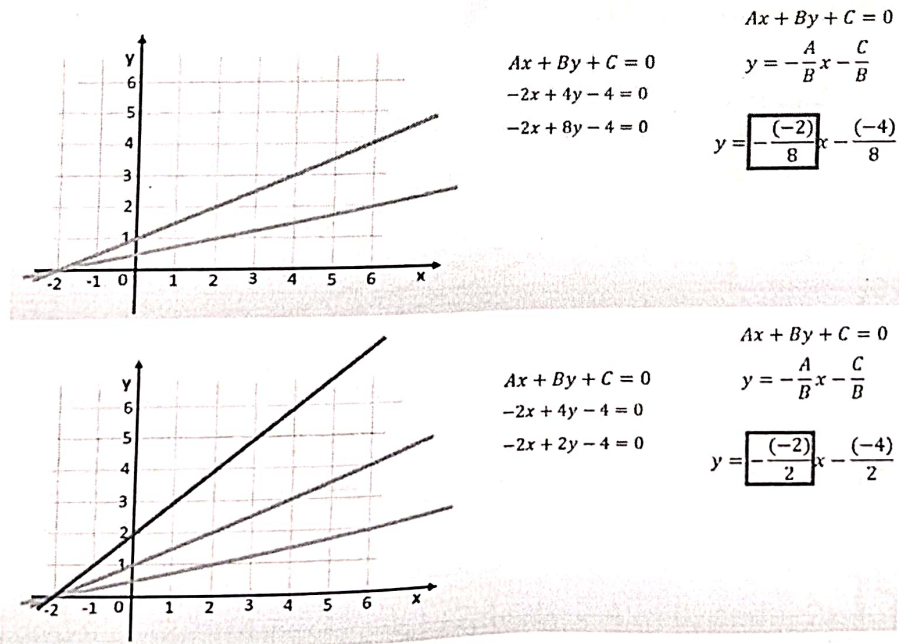 y
6
5
4
3
2
1
-2 -1 0 1 2 3 4 5 6 x
Ax + By + C = 0
−2x + 4y − 4 = 0
−2x + 8y − 4 = 0
Ax + By + C = 0
y = −A/B x − C/B
y = −(−2)/8 x − (−4)/8
y
6
5
4
3
2
1
-2 -1 0 1 2 3 4 5 6 x
Ax + By + C = 0
−2x + 4y − 4 = 0
−2x + 2y − 4 = 0
Ax + By + C = 0
y = −A/B x − C/B
y = −(−2)/2 x − (−4)/2